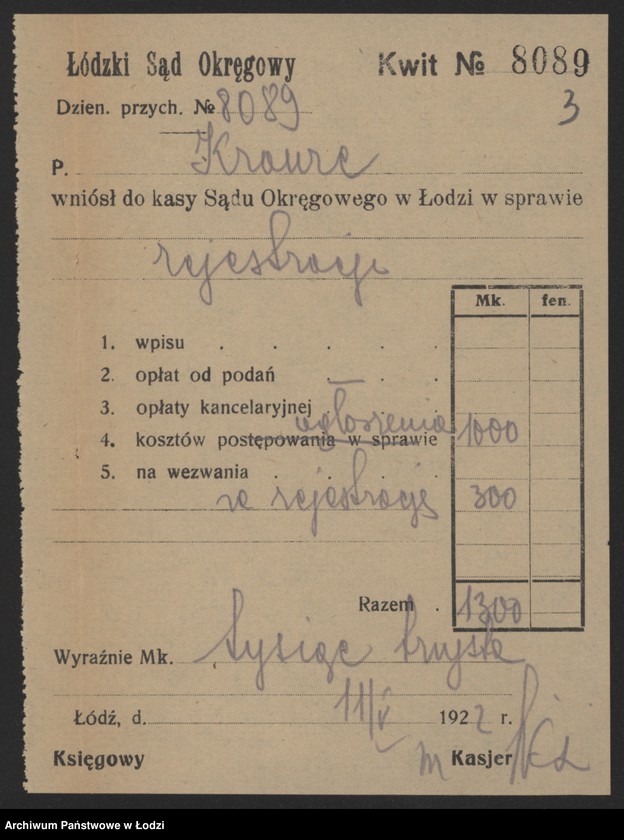 Łódzki Sąd Okręgowy Kwit № 8089
Dzien. przych. № 8089 3
P. Krause
wniósł do kasy Sądu Okręgowego w Łodzi w sprawie
rejestracji
Mk. fen.
1. wpisu . . . . .
2. opłat od podań . . .
3. opłaty kancelaryjnej . . .
ogłoszenia
4. kosztów postępowania w sprawie 1000
5. na wezwania . . . .
za rejestrację 300
Razem . 1300
Wyraźnie Mk. tysiąc trzysta
Łódź, d. 11/V 1922 r.
Księgowy Kasjer
Archiwum Państwowe w Łodzi